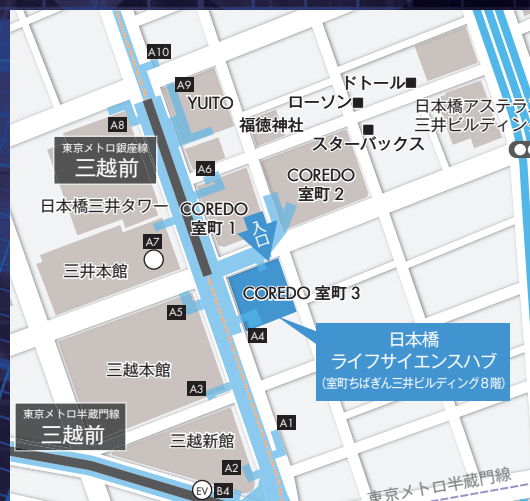 A10
A9
YUITO
ドトール
ローソン
福徳神社
スターバックス
日本橋アステラ
三井ビルディン
A8
東京メトロ銀座線
三越前
A6
COREDO
室町 2
日本橋三井タワー
COREDO
室町 1
入口
A7
三井本館
COREDO 室町 3
A5
A4
日本橋
ライフサイエンスハブ
(室町ちばぎん三井ビルディング8階)
三越本館
A3
東京メトロ半蔵門線
三越前
A1
三越新館
A2
EV
B4
東京メトロ半蔵門線